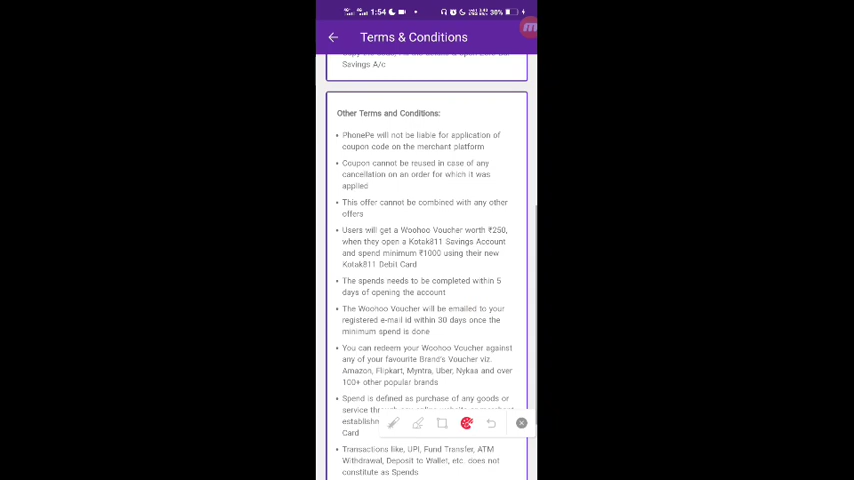 1:54
36%
Terms & Conditions
Savings A/c
Other Terms and Conditions:
• PhonePe will not be liable for application of
coupon code on the merchant platform
• Coupon cannot be reused in case of any
cancellation on an order for which it was
applied
• This offer cannot be combined with any other
offers
• Users will get a Woohoo Voucher worth ₹250,
when they open a Kotak811 Savings Account
and spend minimum ₹1000 using their new
Kotak811 Debit Card
• The spends needs to be completed within 5
days of opening the account
• The Woohoo Voucher will be emailed to your
registered e-mail id within 30 days once the
minimum spend is done
• You can redeem your Woohoo Voucher against
any of your favourite Brand's Voucher viz.
Amazon, Flipkart, Myntra, Uber, Nykaa and over
100+ other popular brands
• Spend is defined as purchase of any goods or
service
Card
• Transactions like, UPI, Fund Transfer, ATM
Withdrawal, Deposit to Wallet, etc. does not
constitute as Spends